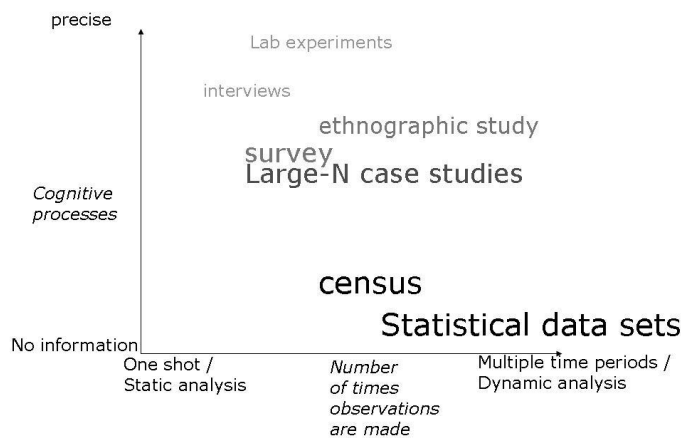 precise
Lab experiments
interviews
ethnographic study
survey
Large-N case studies
Cognitive
processes
census
Statistical data sets
No information
One shot /
Static analysis
Number
of times
observations
are made
Multiple time periods /
Dynamic analysis